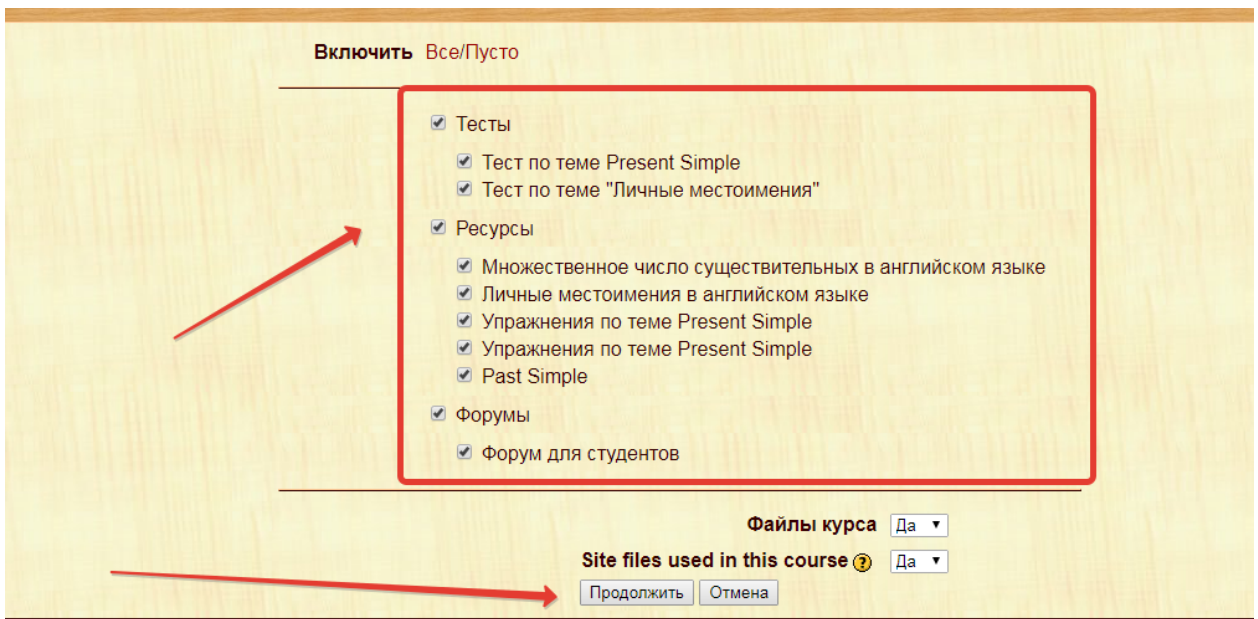 Включить Все/Пусто
Тесты
Тест по теме Present Simple
Тест по теме "Личные местоимения"
Ресурсы
Множественное число существительных в английском языке
Личные местоимения в английском языке
Упражнения по теме Present Simple
Упражнения по теме Present Simple
Past Simple
Форумы
Форум для студентов
Файлы курса Да
Site files used in this course ? Да
Продолжить Отмена